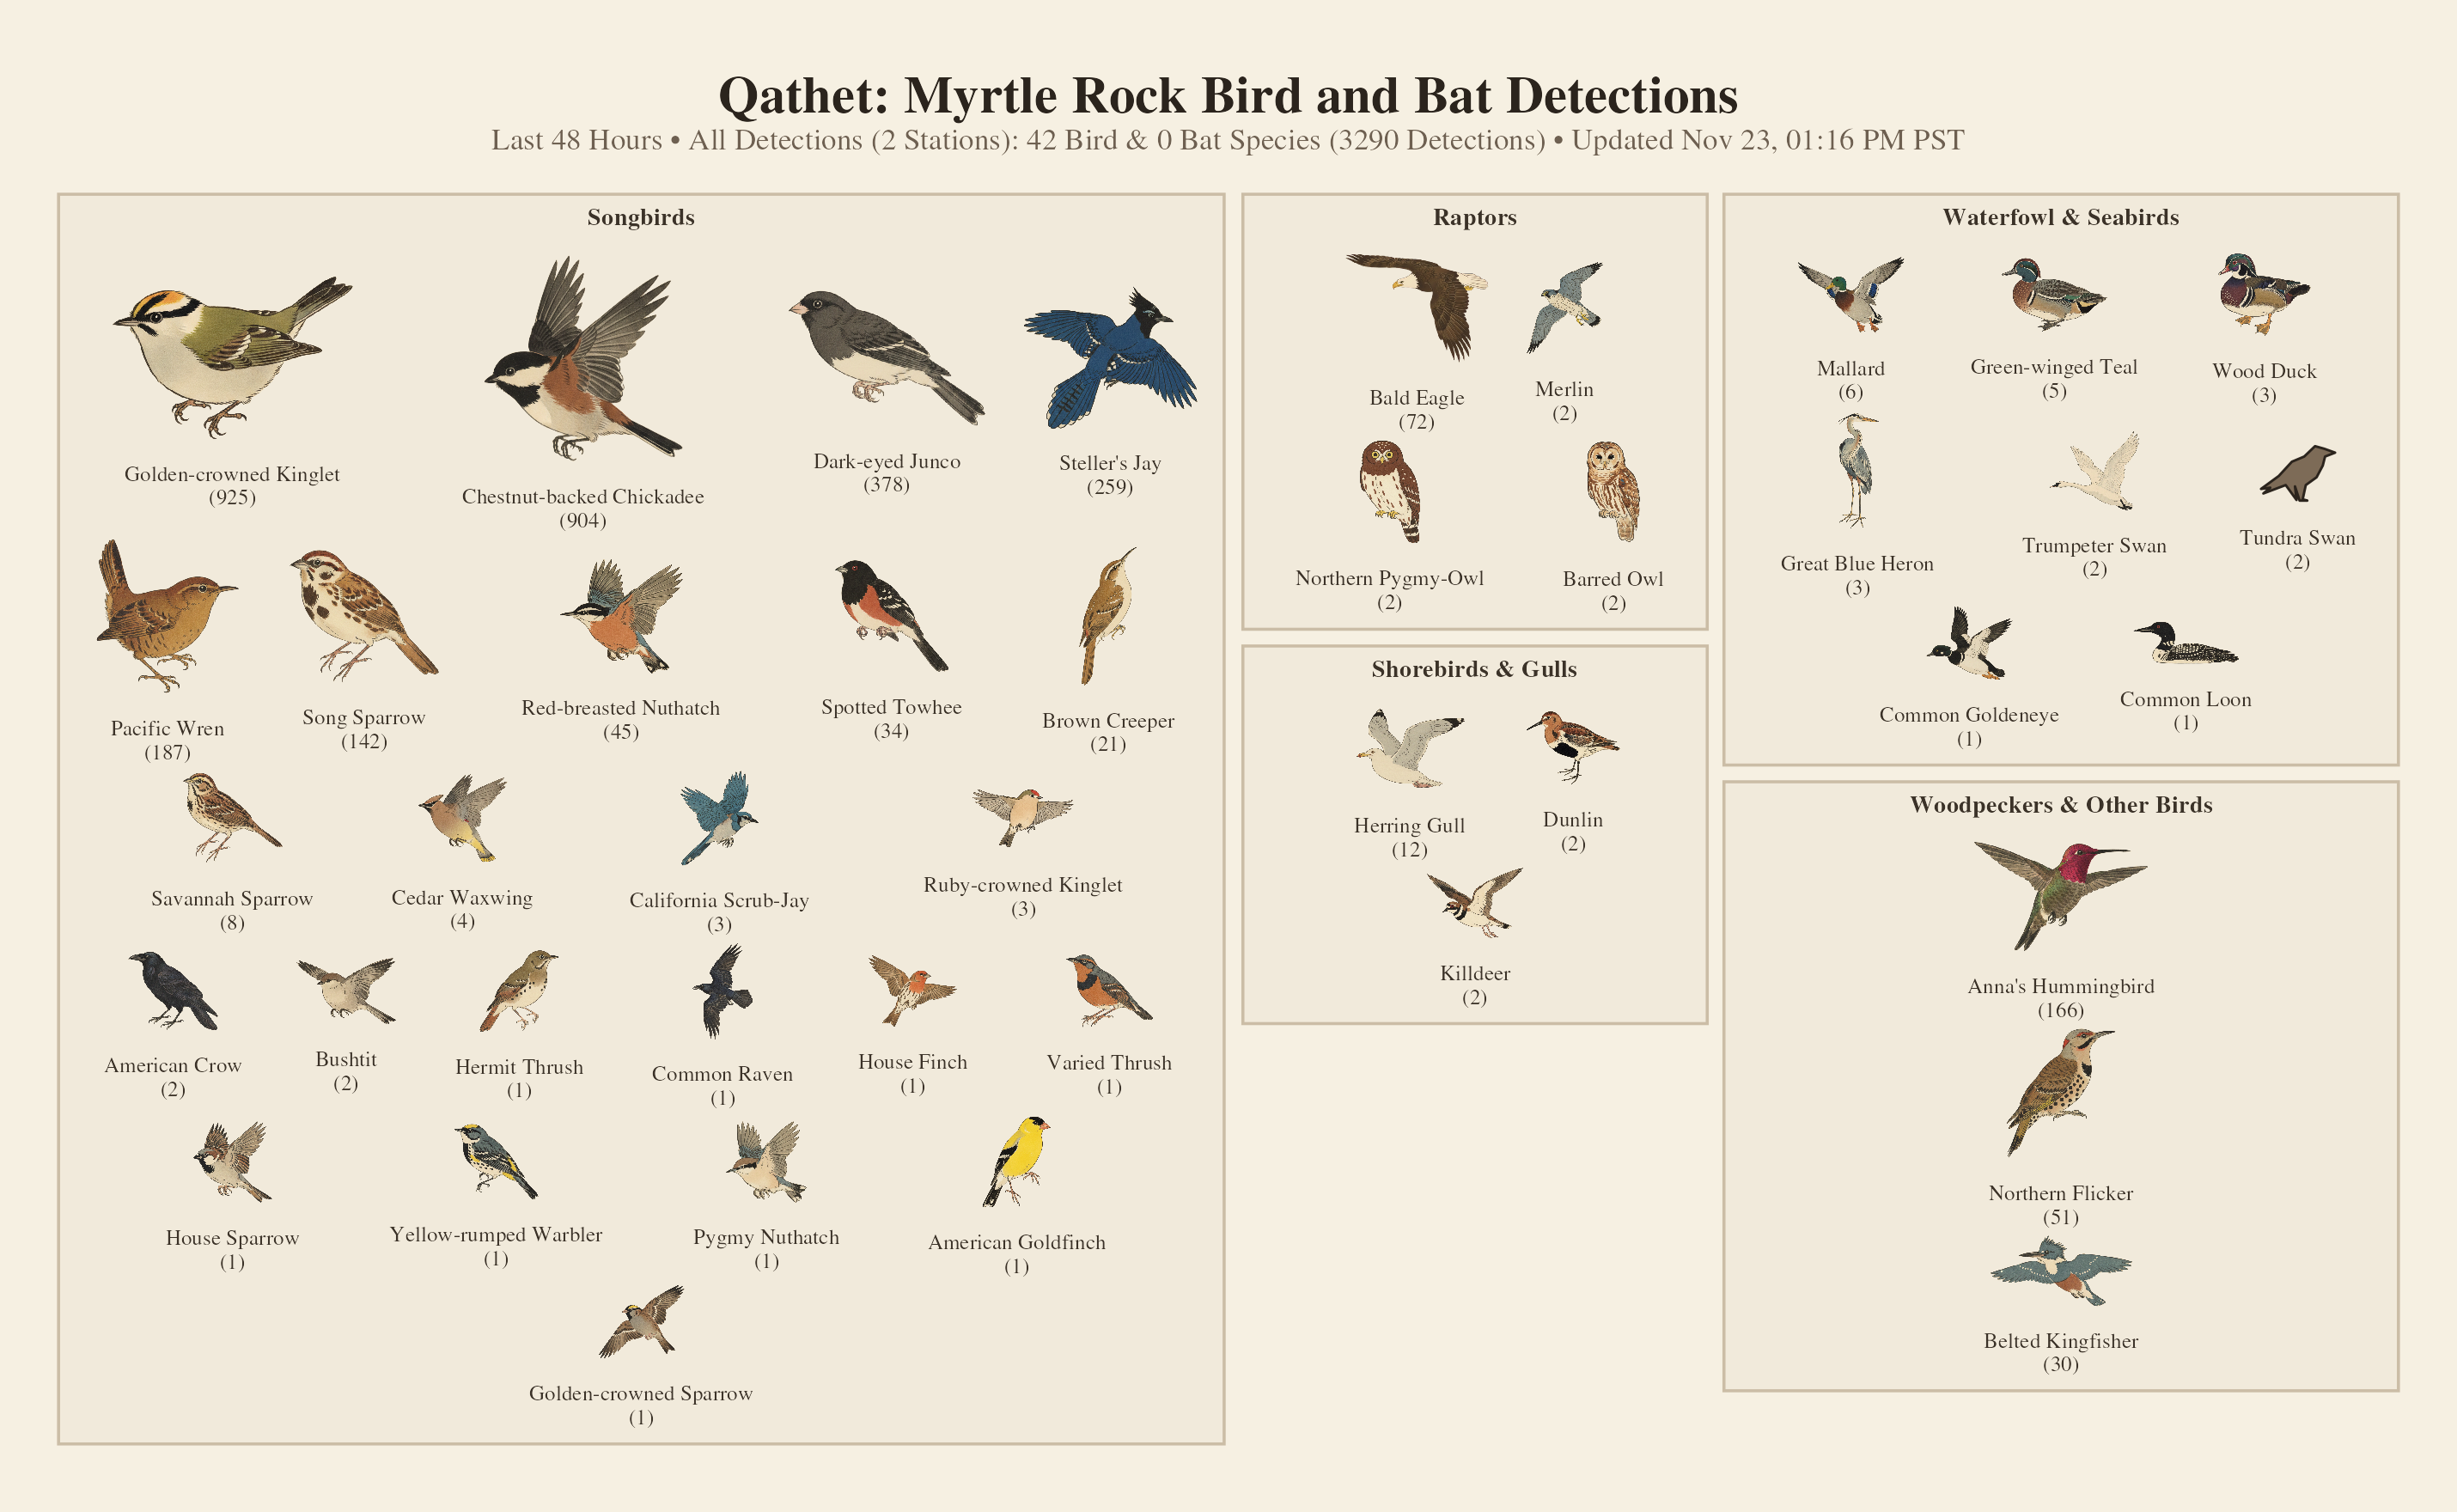 Qathet: Myrtle Rock Bird and Bat Detections
Last 48 Hours • All Detections (2 Stations): 42 Bird & 0 Bat Species (3290 Detections) • Updated Nov 23, 01:16 PM PST
Songbirds
Golden-crowned Kinglet
(925)
Chestnut-backed Chickadee
(904)
Dark-eyed Junco
(378)
Steller's Jay
(259)
Pacific Wren
(187)
Song Sparrow
(142)
Red-breasted Nuthatch
(45)
Spotted Towhee
(34)
Brown Creeper
(21)
Savannah Sparrow
(8)
Cedar Waxwing
(4)
California Scrub-Jay
(3)
Ruby-crowned Kinglet
(3)
American Crow
(2)
Bushtit
(2)
Hermit Thrush
(1)
Common Raven
(1)
House Finch
(1)
Varied Thrush
(1)
House Sparrow
(1)
Yellow-rumped Warbler
(1)
Pygmy Nuthatch
(1)
American Goldfinch
(1)
Golden-crowned Sparrow
(1)
Raptors
Bald Eagle
(72)
Merlin
(2)
Northern Pygmy-Owl
(2)
Barred Owl
(2)
Shorebirds & Gulls
Herring Gull
(12)
Dunlin
(2)
Killdeer
(2)
Waterfowl & Seabirds
Mallard
(6)
Green-winged Teal
(5)
Wood Duck
(3)
Great Blue Heron
(3)
Trumpeter Swan
(2)
Tundra Swan
(2)
Common Goldeneye
(1)
Common Loon
(1)
Woodpeckers & Other Birds
Anna's Hummingbird
(166)
Northern Flicker
(51)
Belted Kingfisher
(30)